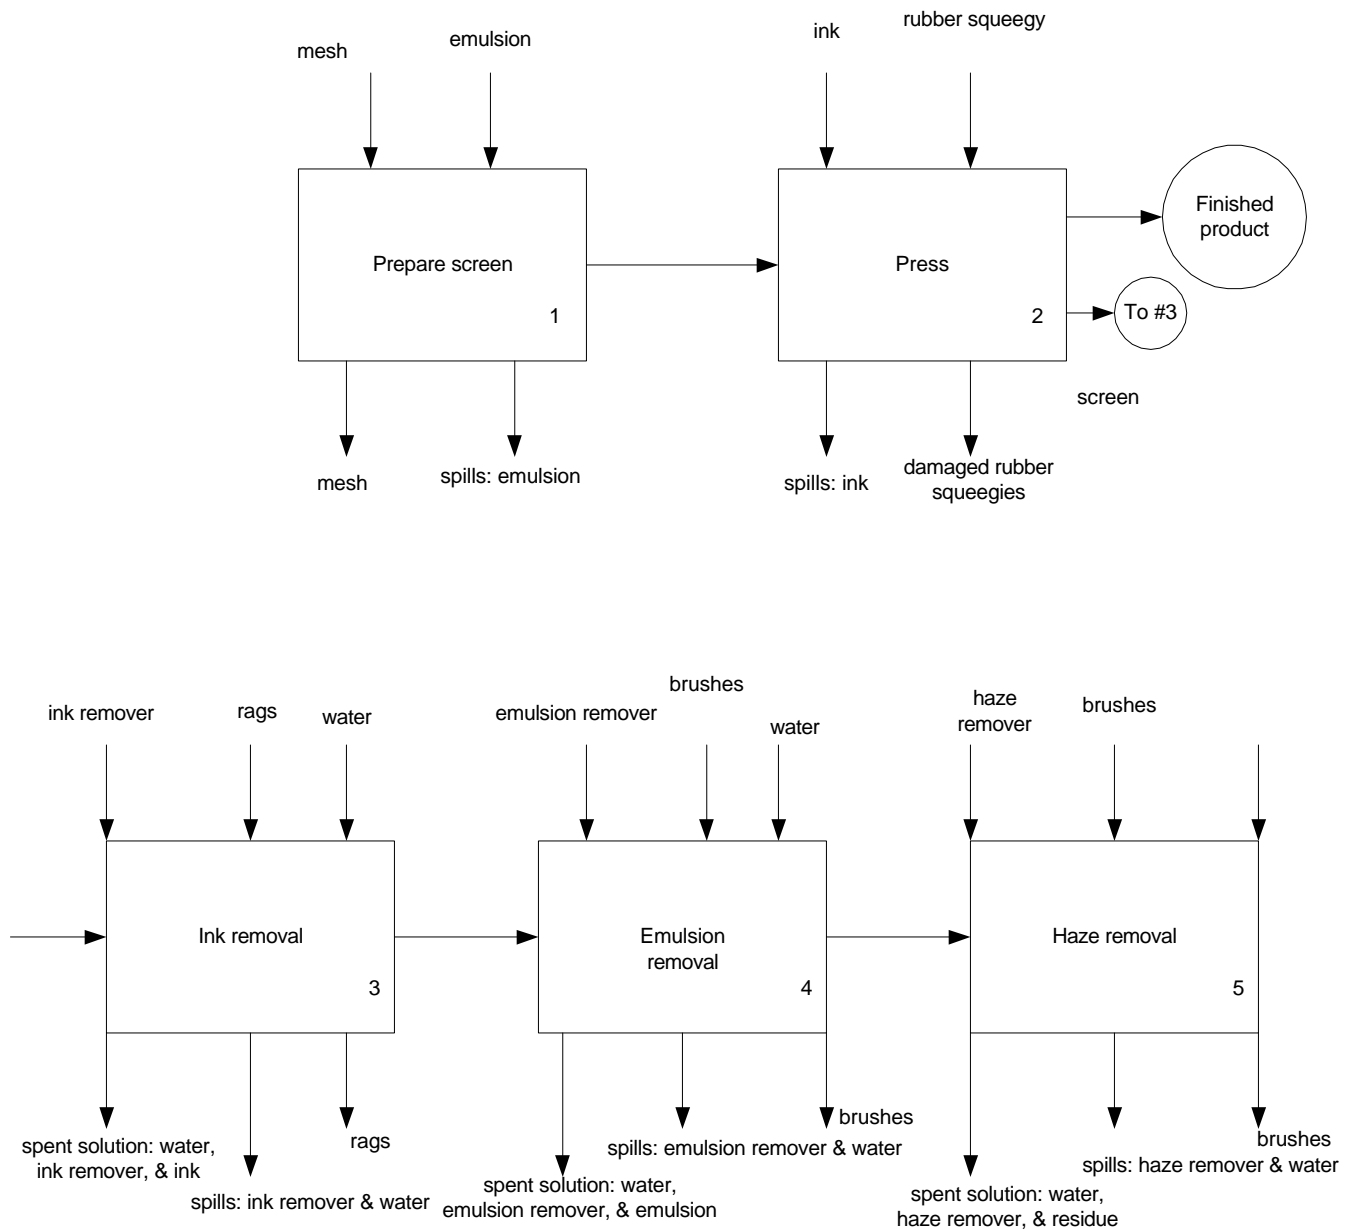 mesh
emulsion
ink
rubber squeegy
Prepare screen
1
Press
2
Finished
product
To #3
screen
mesh
spills: emulsion
spills: ink
damaged rubber
squeegies
ink remover
rags
water
emulsion remover
brushes
water
haze
remover
brushes
Ink removal
3
Emulsion
removal
4
Haze removal
5
spent solution: water,
ink remover, & ink
spills: ink remover & water
rags
spent solution: water,
emulsion remover, & emulsion
spills: emulsion remover & water
brushes
spent solution: water,
haze remover, & residue
spills: haze remover & water
brushes